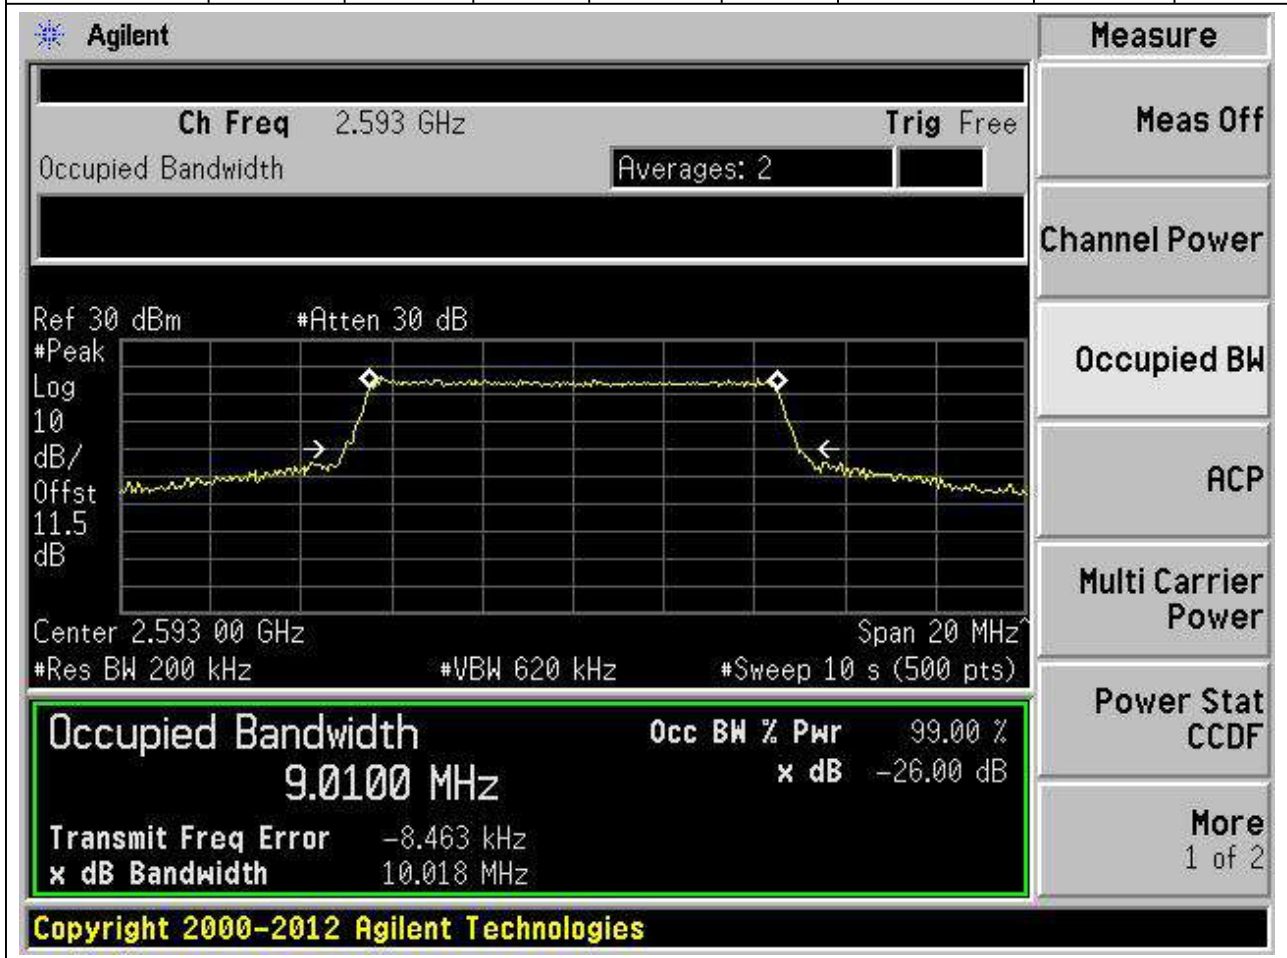 Agilent
Measure
Ch Freq 2.593 GHz Trig Free
Meas Off
Occupied Bandwidth Averages: 2
Channel Power
Ref 30 dBm #Atten 30 dB
#Peak
Log
10
dB/
Offst
11.5
dB
Occupied BW
ACP
Multi Carrier
Power
Center 2.593 00 GHz Span 20 MHz^
#Res BW 200 kHz #VBW 620 kHz #Sweep 10 s (500 pts)
Power Stat
CCDF
Occupied Bandwidth Occ BW % Pwr 99.00 %
9.0100 MHz x dB -26.00 dB
Transmit Freq Error -8.463 kHz
x dB Bandwidth 10.018 MHz
More
1 of 2
Copyright 2000-2012 Agilent Technologies